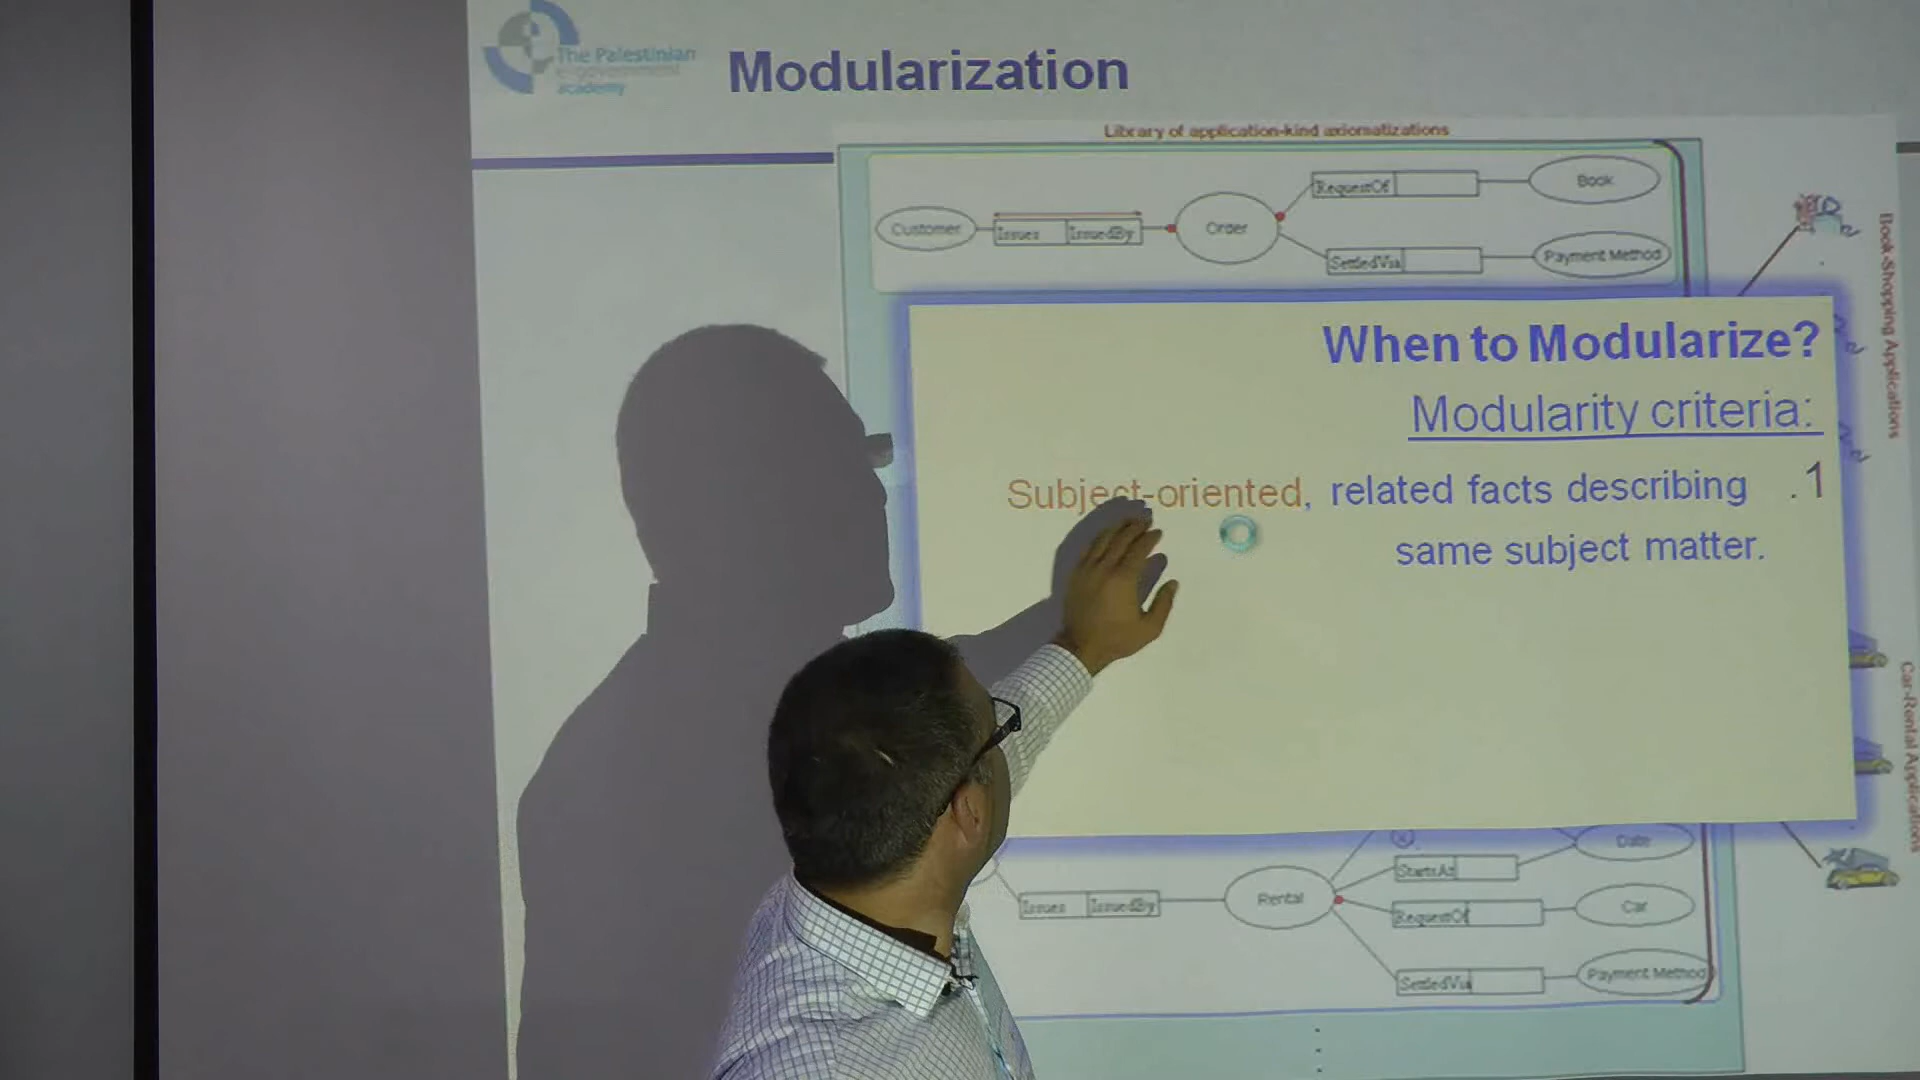 The Palestinian
e-government
academy
Modularization
Library of application-kind axiomatizations
Customer
Issues
IssuedBy
Order
RequestOf
Book
SettledVia
Payment Method
Book-Shopping Applications
When to Modularize?
Modularity criteria:
Subject-oriented, related facts describing .1
same subject matter.
Car-Rental Applications
Issues
IssuedBy
Rental
StartsAt
Date
RequestOf
Car
SettledVia
Payment Method